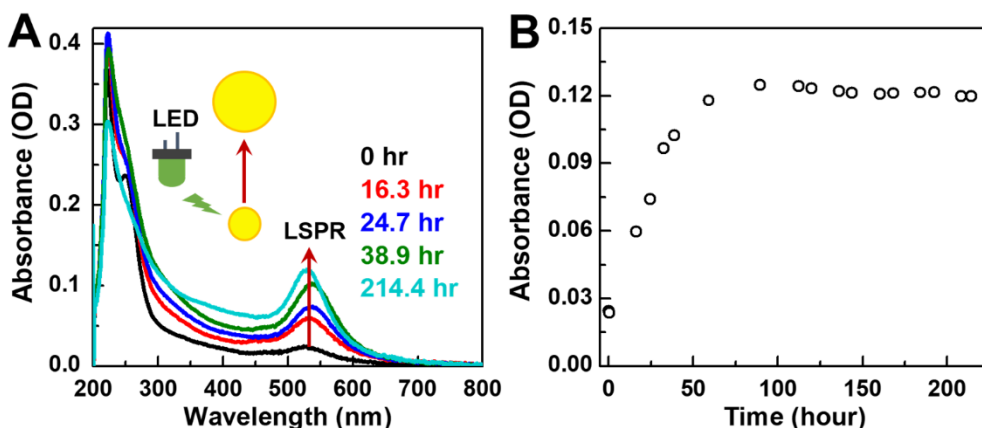 A
Absorbance (OD)
0.4
0.3
0.2
0.1
0.0
LED
LSPR
0 hr
16.3 hr
24.7 hr
38.9 hr
214.4 hr
200 300 400 500 600 700 800
Wavelength (nm)
B
Absorbance (OD)
0.15
0.12
0.09
0.06
0.03
0.00
0 50 100 150 200
Time (hour)